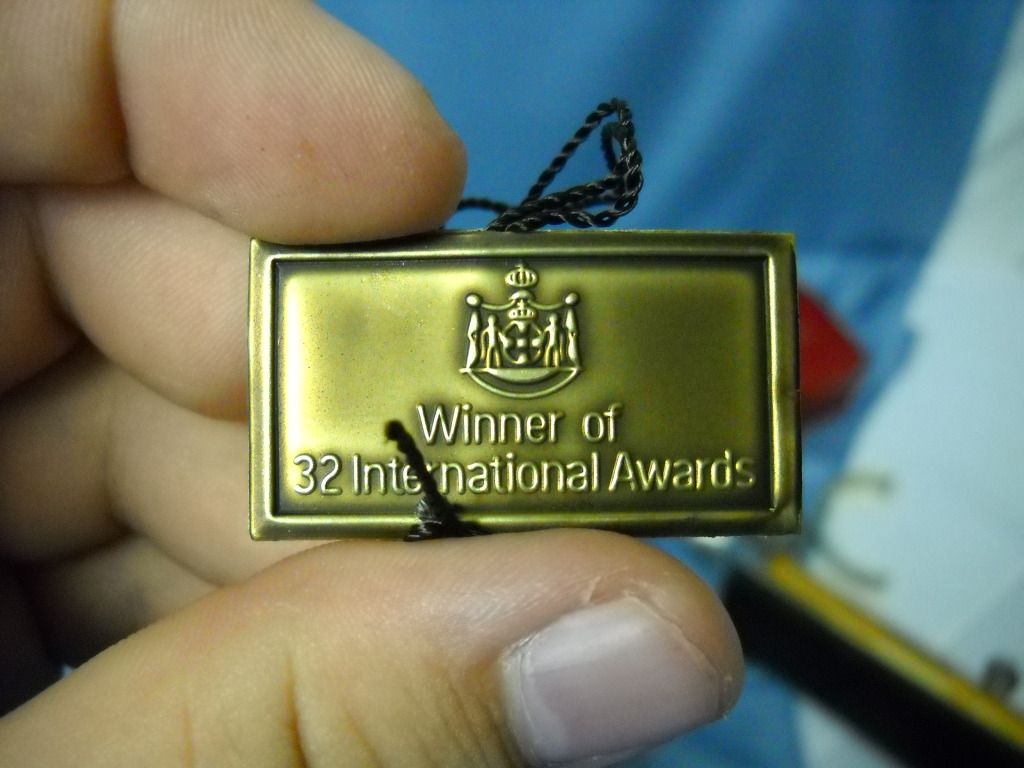 Winner of
32 International Awards